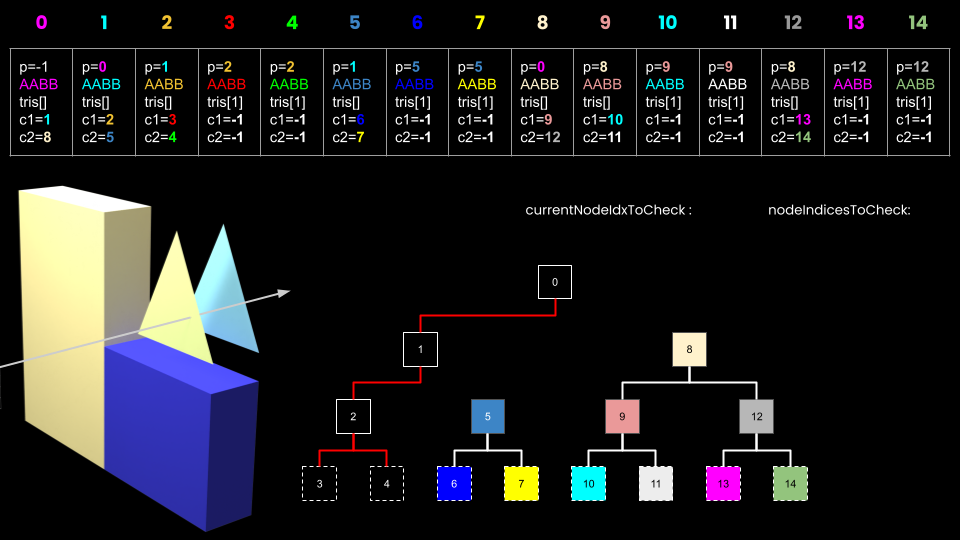 0 1 2 3 4 5 6 7 8 9 10 11 12 13 14
p=-1 p=0 p=1 p=2 p=2 p=1 p=5 p=5 p=0 p=8 p=9 p=9 p=8 p=12 p=12
AABB AABB AABB AABB AABB AABB AABB AABB AABB AABB AABB AABB AABB AABB AABB
tris[] tris[] tris[] tris[1] tris[1] tris[] tris[1] tris[1] tris[] tris[] tris[1] tris[1] tris[] tris[1] tris[1]
c1=1 c1=2 c1=3 c1=-1 c1=-1 c1=6 c1=-1 c1=-1 c1=9 c1=10 c1=-1 c1=-1 c1=13 c1=-1 c1=-1
c2=8 c2=5 c2=4 c2=-1 c2=-1 c2=7 c2=-1 c2=-1 c2=12 c2=11 c2=-1 c2=-1 c2=14 c2=-1 c2=-1
currentNodeIdxToCheck : nodeIndicesToCheck:
0
1 8
2 5 9 12
3 4 6 7 10 11 13 14